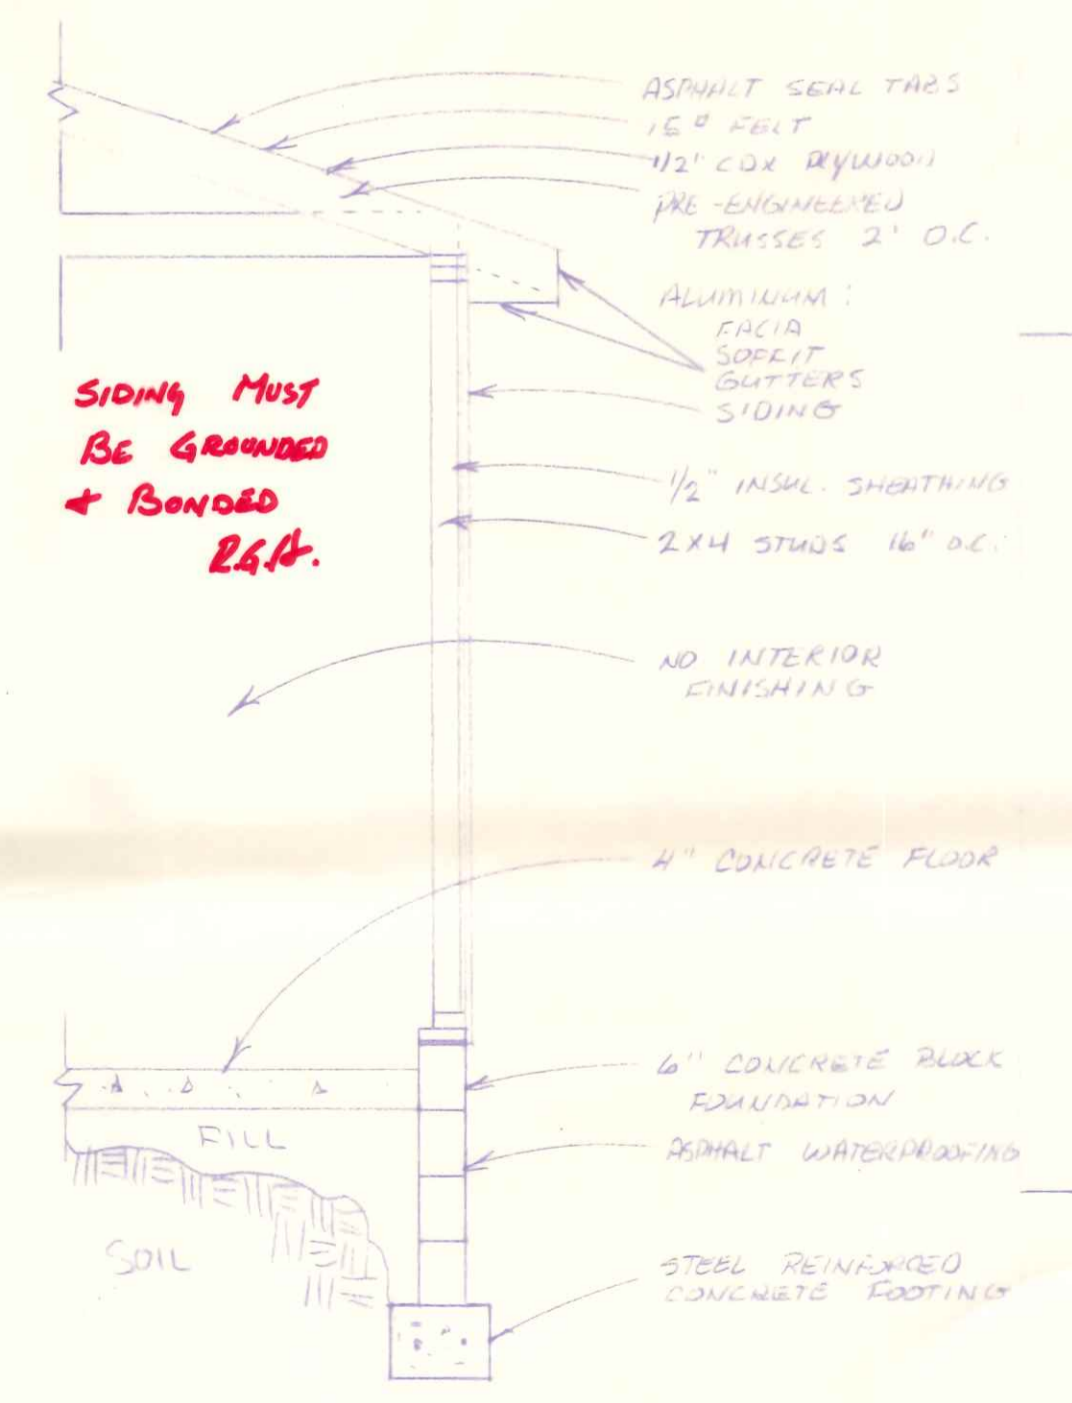 ASPHALT SEAL TABS
15# FELT
1/2" CDX PLYWOOD
PRE-ENGINEERED
TRUSSES 2' O.C.
ALUMINUM:
FACIA
SOFFIT
GUTTERS
SIDING
SIDING MUST
BE GROUNDED
+ BONDED
R.G.A.
1/2" INSUL. SHEATHING
2X4 STUDS 16" O.C.
NO INTERIOR
FINISHING
4" CONCRETE FLOOR
6" CONCRETE BLOCK
FOUNDATION
FILL
ASPHALT WATERPROOFING
SOIL
STEEL REINFORCED
CONCRETE FOOTING